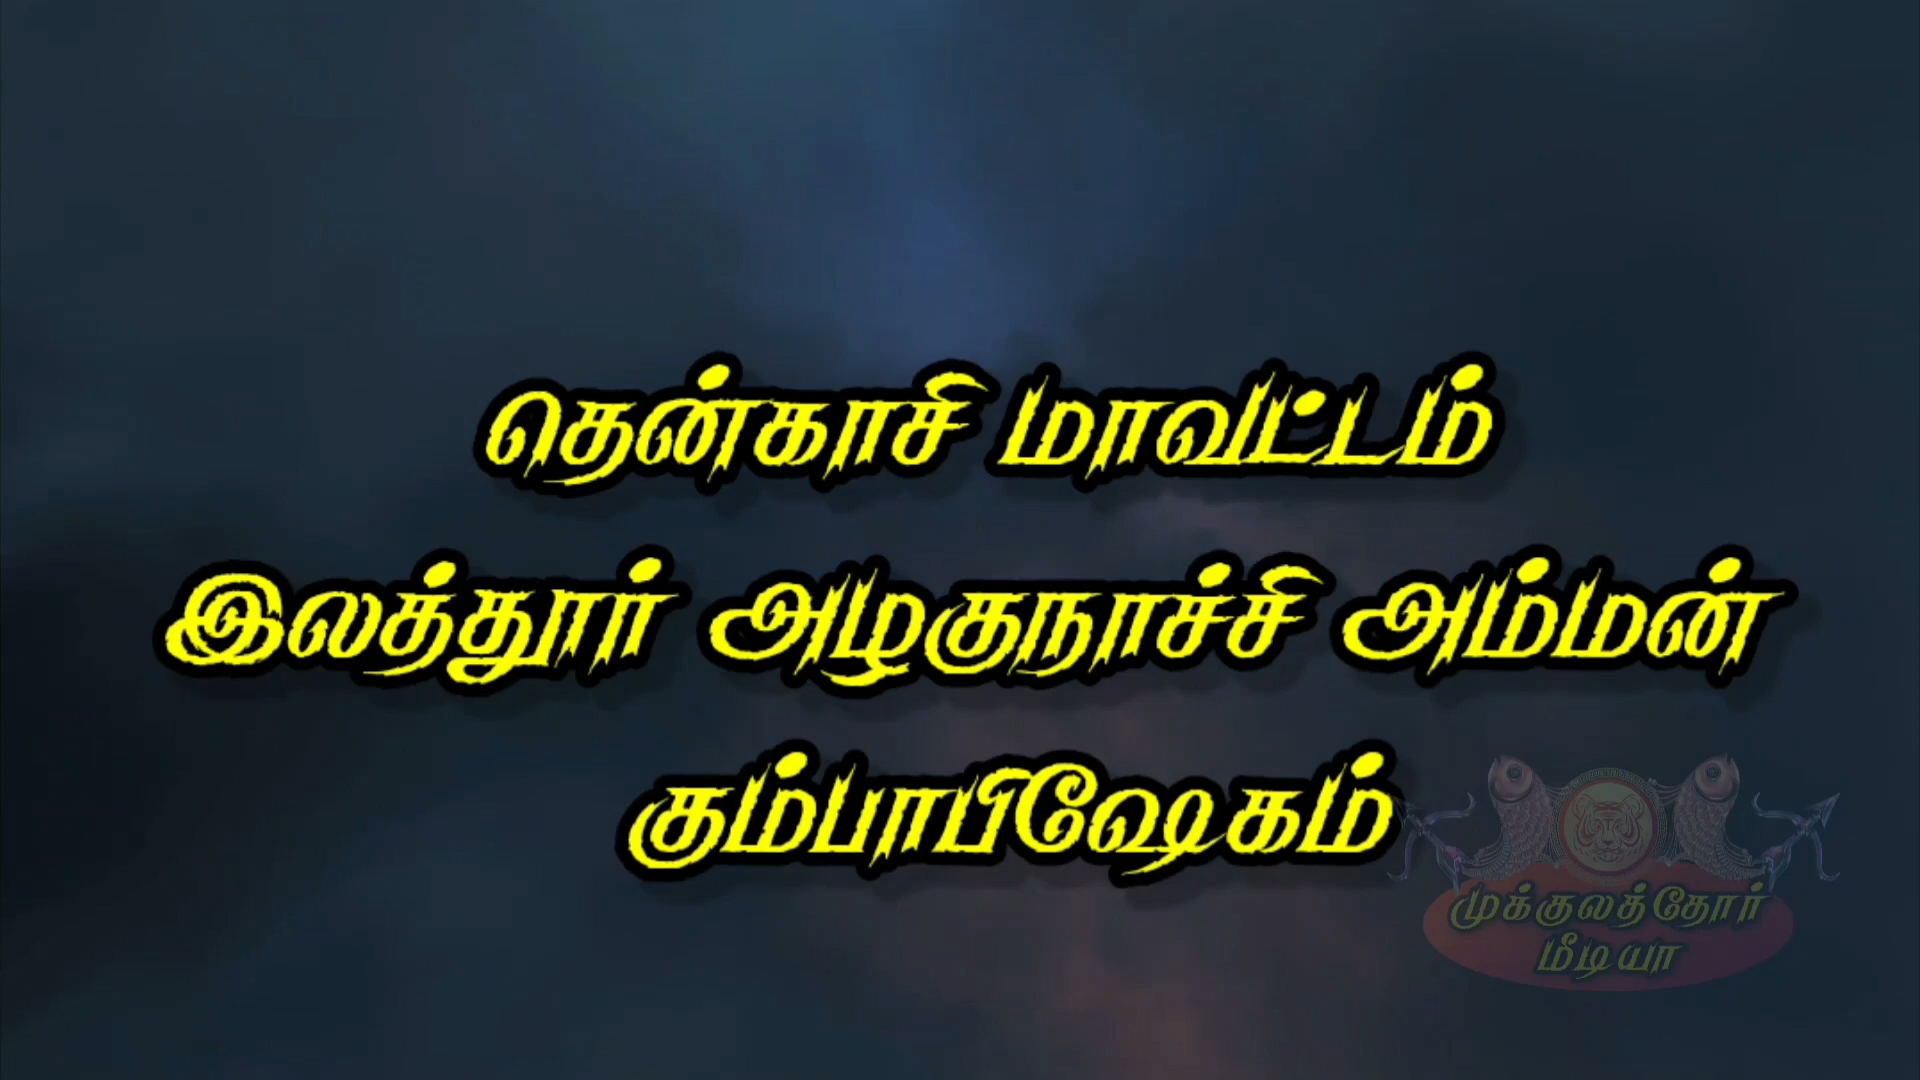 தென்காசி மாவட்டம்
இலத்தூர் அழகுநாச்சி அம்மன்
கும்பாபிஷேகம்
முக்குலத்தோர்
மீடியா